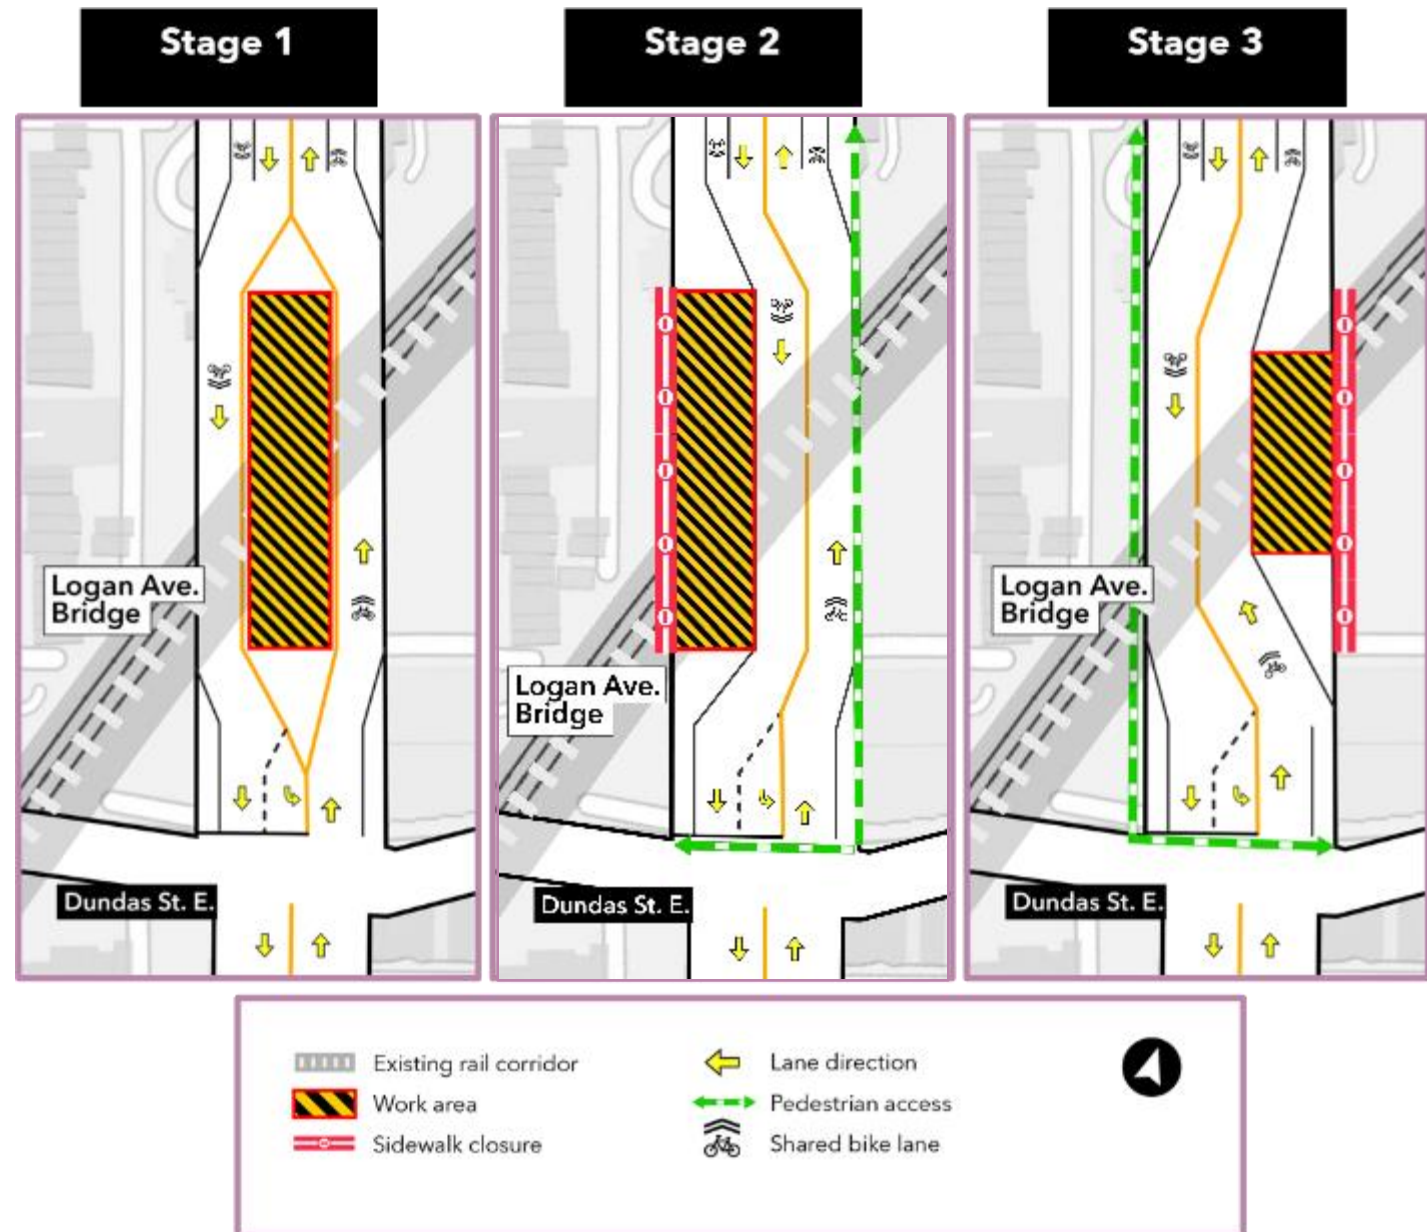 Stage 1
Stage 2
Stage 3
Logan Ave.
Bridge
Dundas St. E.
Logan Ave.
Bridge
Dundas St. E.
Logan Ave.
Bridge
Dundas St. E.
Existing rail corridor
Work area
Sidewalk closure
Lane direction
Pedestrian access
Shared bike lane